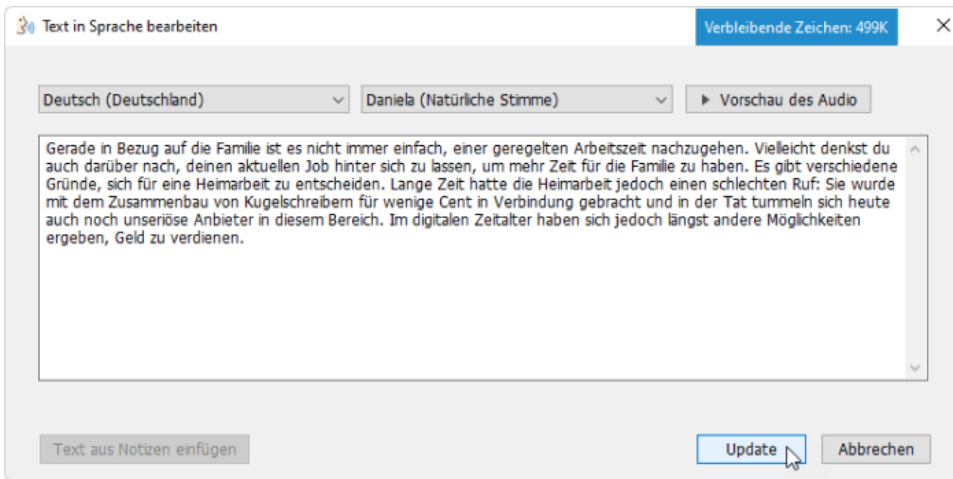 Text in Sprache bearbeiten
Verbleibende Zeichen: 499K
Deutsch (Deutschland)
Daniela (Natürliche Stimme)
Vorschau des Audio
Gerade in Bezug auf die Familie ist es nicht immer einfach, einer geregelten Arbeitszeit nachzugehen. Vielleicht denkst du
auch darüber nach, deinen aktuellen Job hinter sich zu lassen, um mehr Zeit für die Familie zu haben. Es gibt verschiedene
Gründe, sich für eine Heimarbeit zu entscheiden. Lange Zeit hatte die Heimarbeit jedoch einen schlechten Ruf: Sie wurde
mit dem Zusammenbau von Kugelschreibern für wenige Cent in Verbindung gebracht und in der Tat tummeln sich heute
auch noch unseriöse Anbieter in diesem Bereich. Im digitalen Zeitalter haben sich jedoch längst andere Möglichkeiten
ergeben, Geld zu verdienen.
Text aus Notizen einfügen
Update
Abbrechen